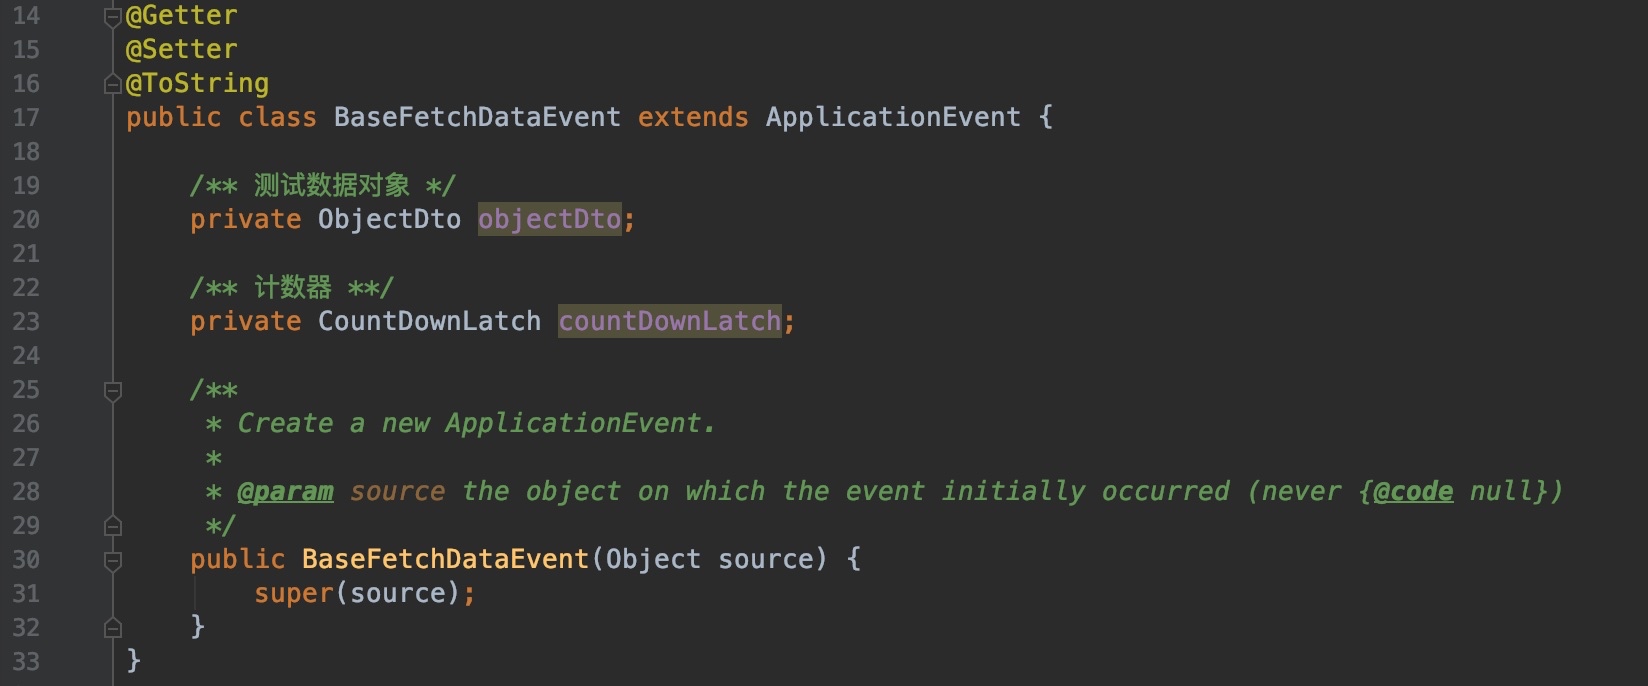 14 @Getter
15 @Setter
16 @ToString
17 public class BaseFetchDataEvent extends ApplicationEvent {
18
19 /** 测试数据对象 */
20 private ObjectDto objectDto;
21
22 /** 计数器 **/
23 private CountDownLatch countDownLatch;
24
25 /**
26 * Create a new ApplicationEvent.
27 *
28 * @param source the object on which the event initially occurred (never {@code null})
29 */
30 public BaseFetchDataEvent(Object source) {
31 super(source);
32 }
33 }